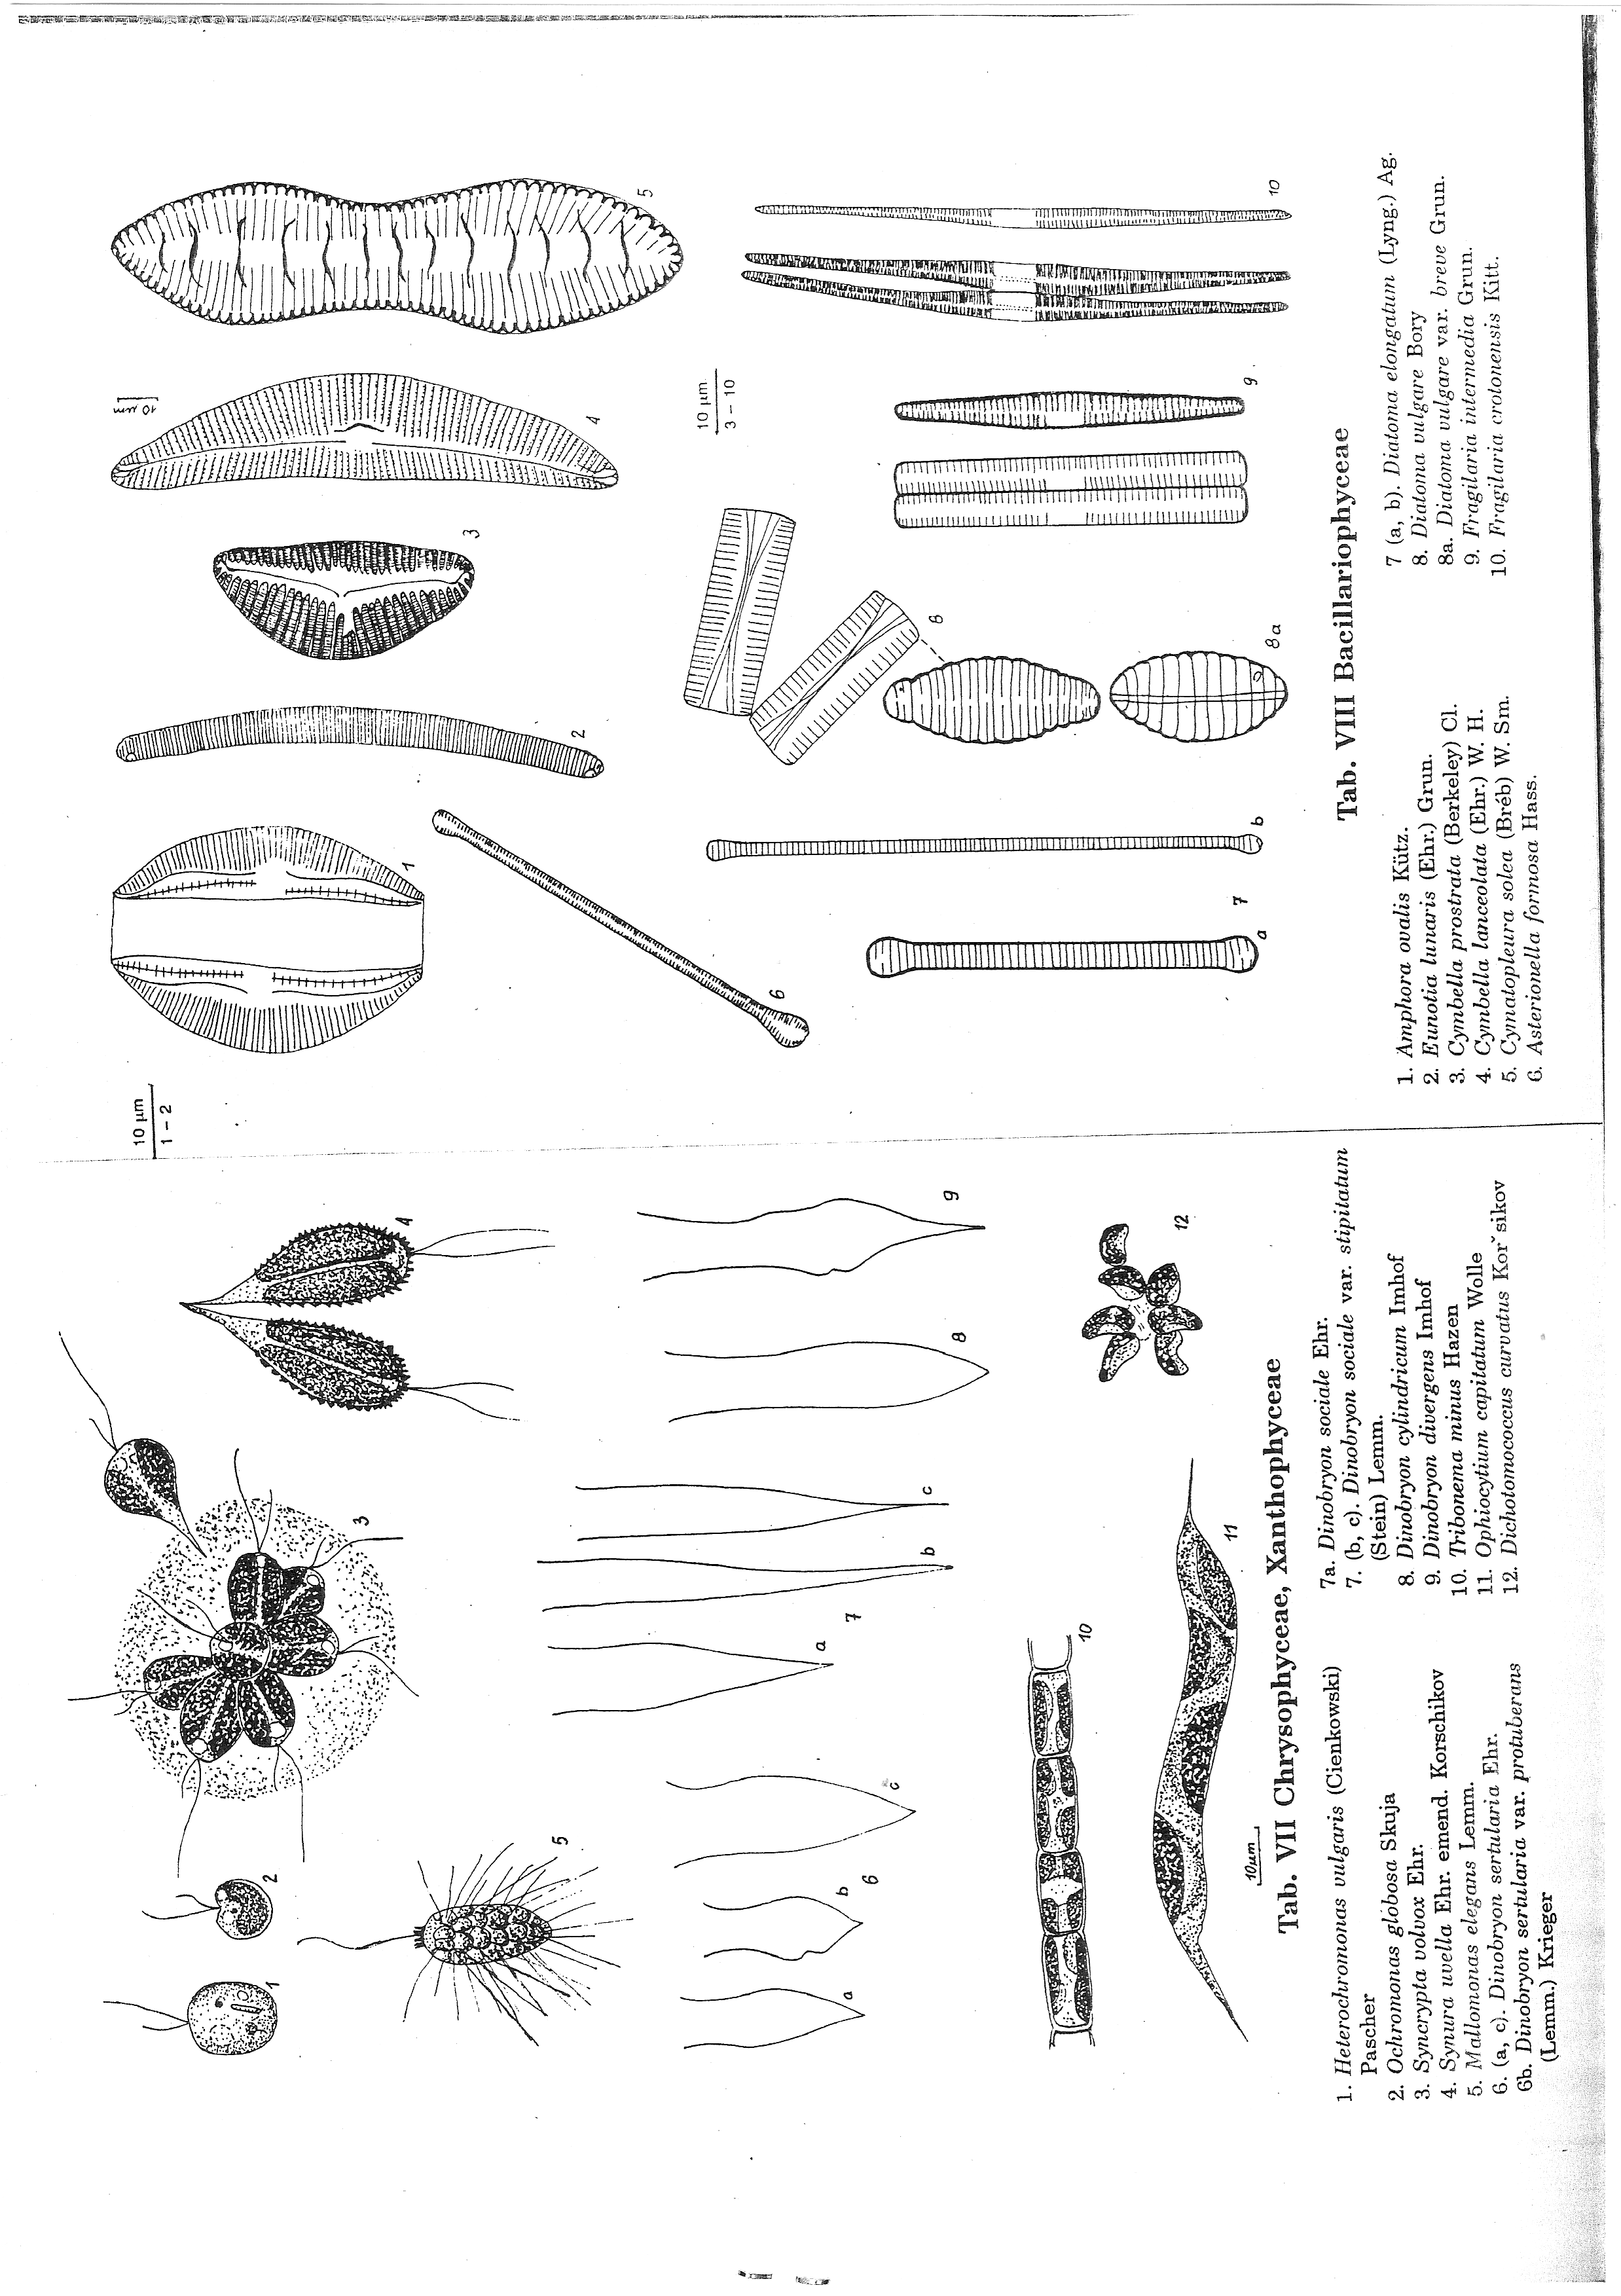 1
2
3
4
5
6
a
b
c
7
a
b
c
8
9
10
11
12
10µm
Tab. VII Chrysophyceae, Xanthophyceae
1. Heterochromonas vulgaris (Cienkowski)
Pascher
2. Ochromonas globosa Skuja
3. Syncrypta volvox Ehr.
4. Synura uvella Ehr. emend. Korschikov
5. Mallomonas elegans Lemm.
6. (a, c). Dinobryon sertularia Ehr.
6b. Dinobryon sertularia var. protuberans
(Lemm.) Krieger
7a. Dinobryon sociale Ehr.
7. (b, c). Dinobryon sociale var. stipitatum
(Stein) Lemm.
8. Dinobryon cylindricum Imhof
9. Dinobryon divergens Imhof
10. Tribonema minus Hazen
11. Ophiocytium capitatum Wolle
12. Dichotomococcus curvatus Korˇsikov
10 µm
1 – 2
1
2
3
4
10 µm
5
6
7
a
b
8
8a
9
10
10 µm
3 – 10
Tab. VIII Bacillariophyceae
1. Amphora ovalis Kütz.
2. Eunotia lunaris (Ehr.) Grun.
3. Cymbella prostrata (Berkeley) Cl.
4. Cymbella lanceolata (Ehr.) W. H.
5. Cymatopleura solea (Bréb) W. Sm.
6. Asterionella formosa Hass.
7 (a, b). Diatoma elongatum (Lyng.) Ag.
8. Diatoma vulgare Bory
8a. Diatoma vulgare var. breve Grun.
9. Fragilaria intermedia Grun.
10. Fragilaria crotonensis Kitt.